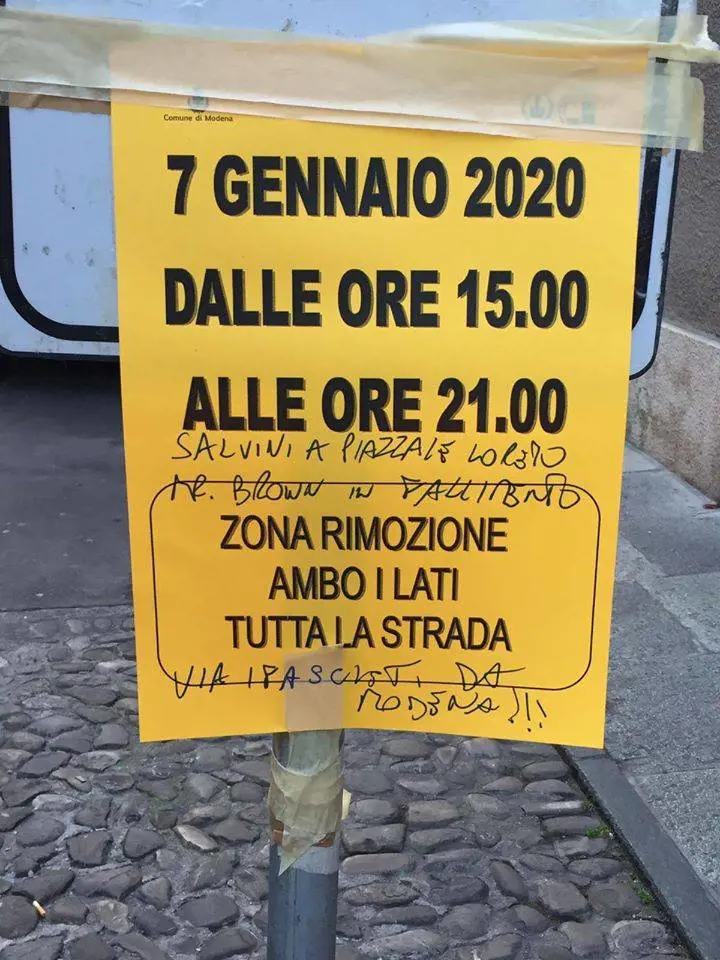 Comune di Modena
7 GENNAIO 2020
DALLE ORE 15.00
ALLE ORE 21.00
SALVINI A PIAZZALE LORETO
MR. BROWN IN FALLIMENTO
ZONA RIMOZIONE
AMBO I LATI
TUTTA LA STRADA
VIA I FASCISTI DA
MODENA!!!